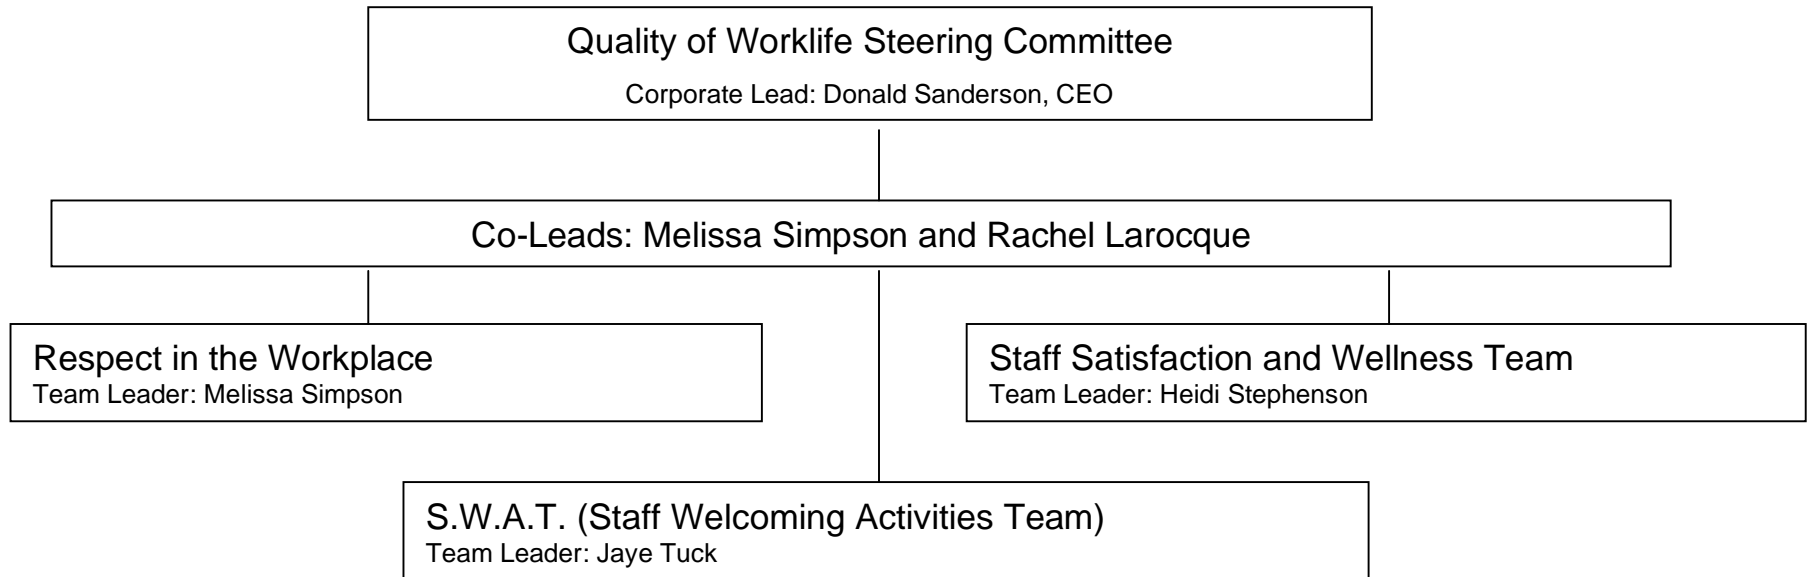 Quality of Worklife Steering Committee
Corporate Lead: Donald Sanderson, CEO
Co-Leads: Melissa Simpson and Rachel Larocque
Respect in the Workplace
Team Leader: Melissa Simpson
Staff Satisfaction and Wellness Team
Team Leader: Heidi Stephenson
S.W.A.T. (Staff Welcoming Activities Team)
Team Leader: Jaye Tuck